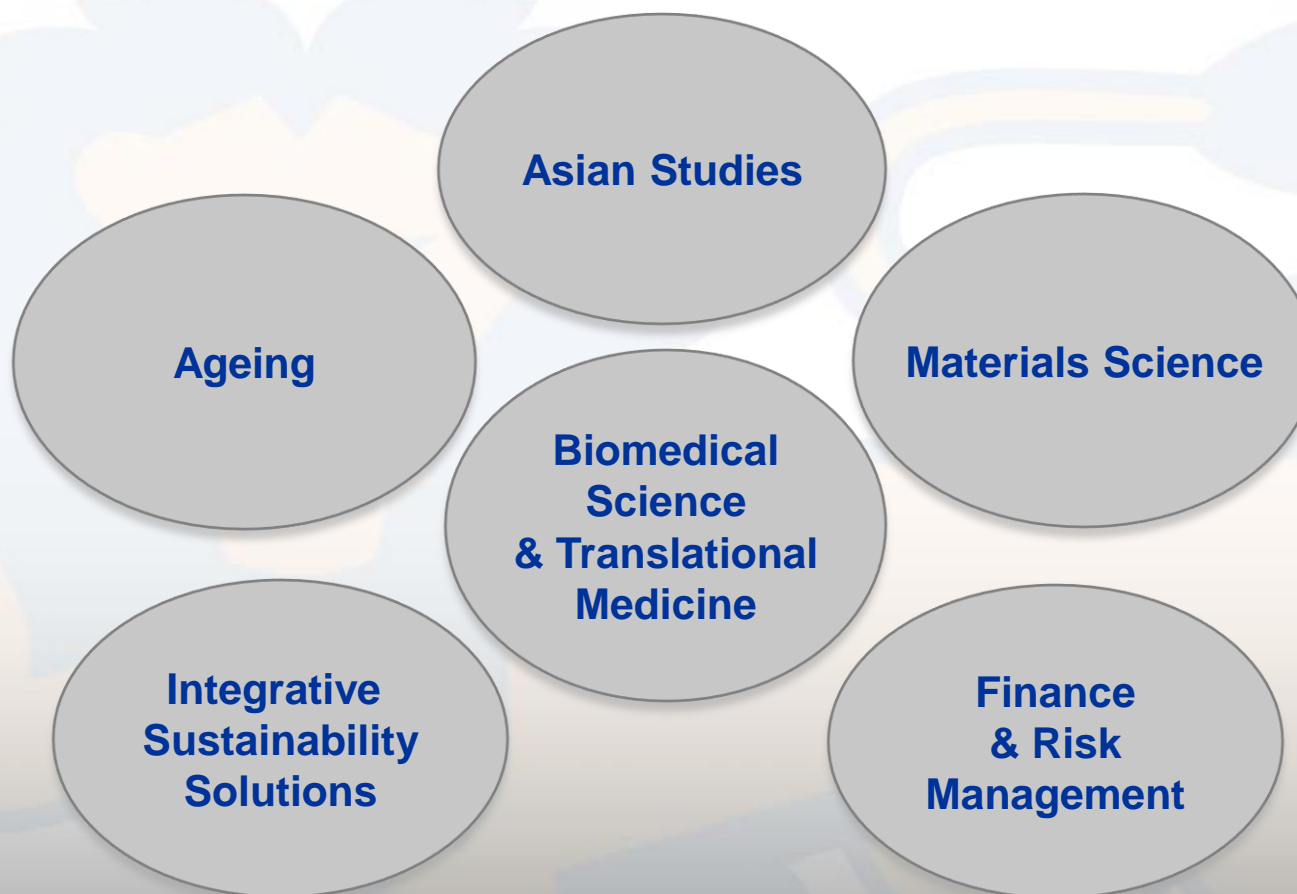 Asian Studies
Ageing
Materials Science
Biomedical
Science
& Translational
Medicine
Integrative
Sustainability
Solutions
Finance
& Risk
Management